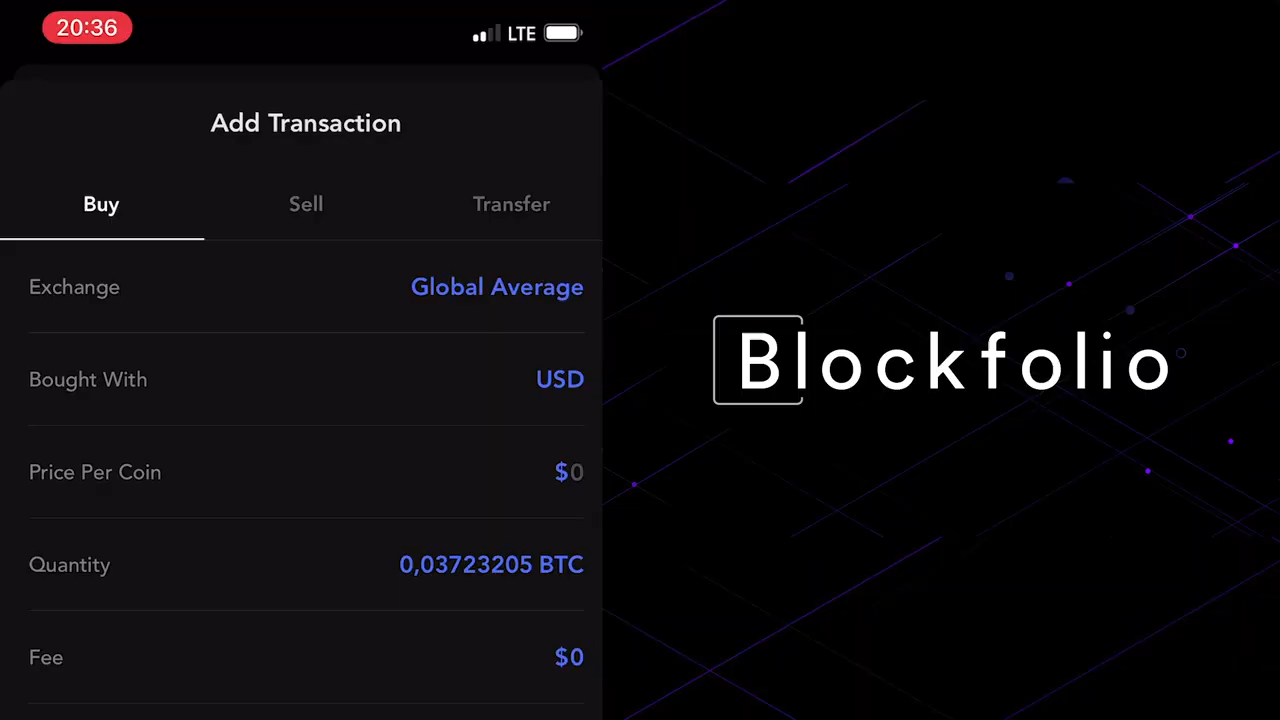 20:36
LTE
Add Transaction
Buy Sell Transfer
Exchange Global Average
Bought With USD
Price Per Coin $0
Quantity 0,03723205 BTC
Fee $0
Blockfolio